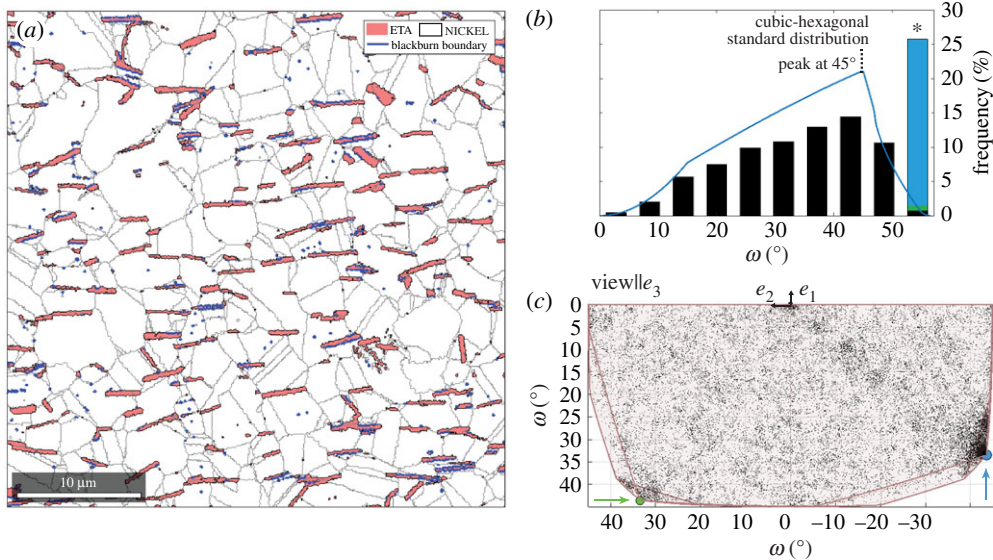 (a)
ETA NICKEL
blackburn boundary
10 µm
(b)
cubic-hexagonal
standard distribution
peak at 45°
*
30
25
20
15
10
5
0
frequency (%)
0 10 20 30 40 50
ω (°)
(c)
view||e3
e2 e1
0
5
10
15
20
25
30
35
40
ω (°)
40 30 20 10 0 −10 −20 −30
ω (°)